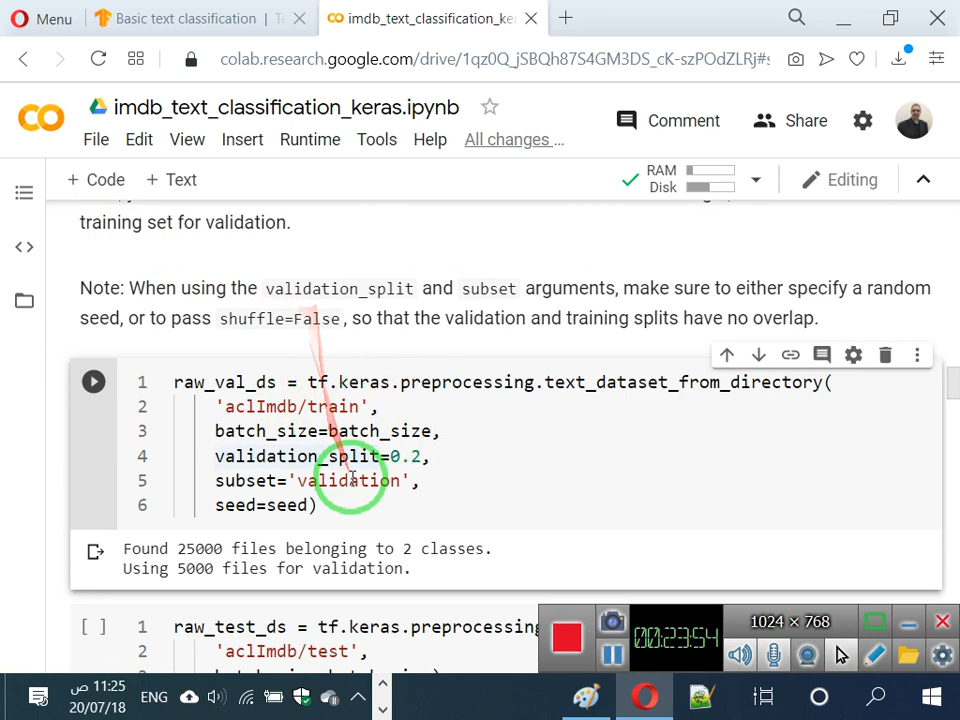 Menu
Basic text classification | T
imdb_text_classification_ke
colab.research.google.com/drive/1qz0Q_jSBQh87S4GM3DS_cK-szPOdZLRj#s
imdb_text_classification_keras.ipynb
Comment
Share
File Edit View Insert Runtime Tools Help All changes …
+ Code + Text
RAM
Disk
Editing
training set for validation.
Note: When using the validation_split and subset arguments, make sure to either specify a random
seed, or to pass shuffle=False, so that the validation and training splits have no overlap.
1 raw_val_ds = tf.keras.preprocessing.text_dataset_from_directory(
2 'aclImdb/train',
3 batch_size=batch_size,
4 validation_split=0.2,
5 subset='validation',
6 seed=seed)
Found 25000 files belonging to 2 classes.
Using 5000 files for validation.
[ ] 1 raw_test_ds = tf.keras.preprocessing
2 'aclImdb/test',
00:23:54
1024 × 768
11:25 ص
20/07/18
ENG